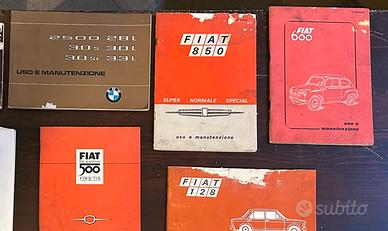 2500 2.8 l
3.0 s 3.0 l
3.0 si 3.3 l
USO E MANUTENZIONE
BMW
FIAT
850
SUPER NORMALE SPECIAL
uso e manutenzione
FIAT
600
uso e
manutenzione
FIAT
500
FIAT
128
subito